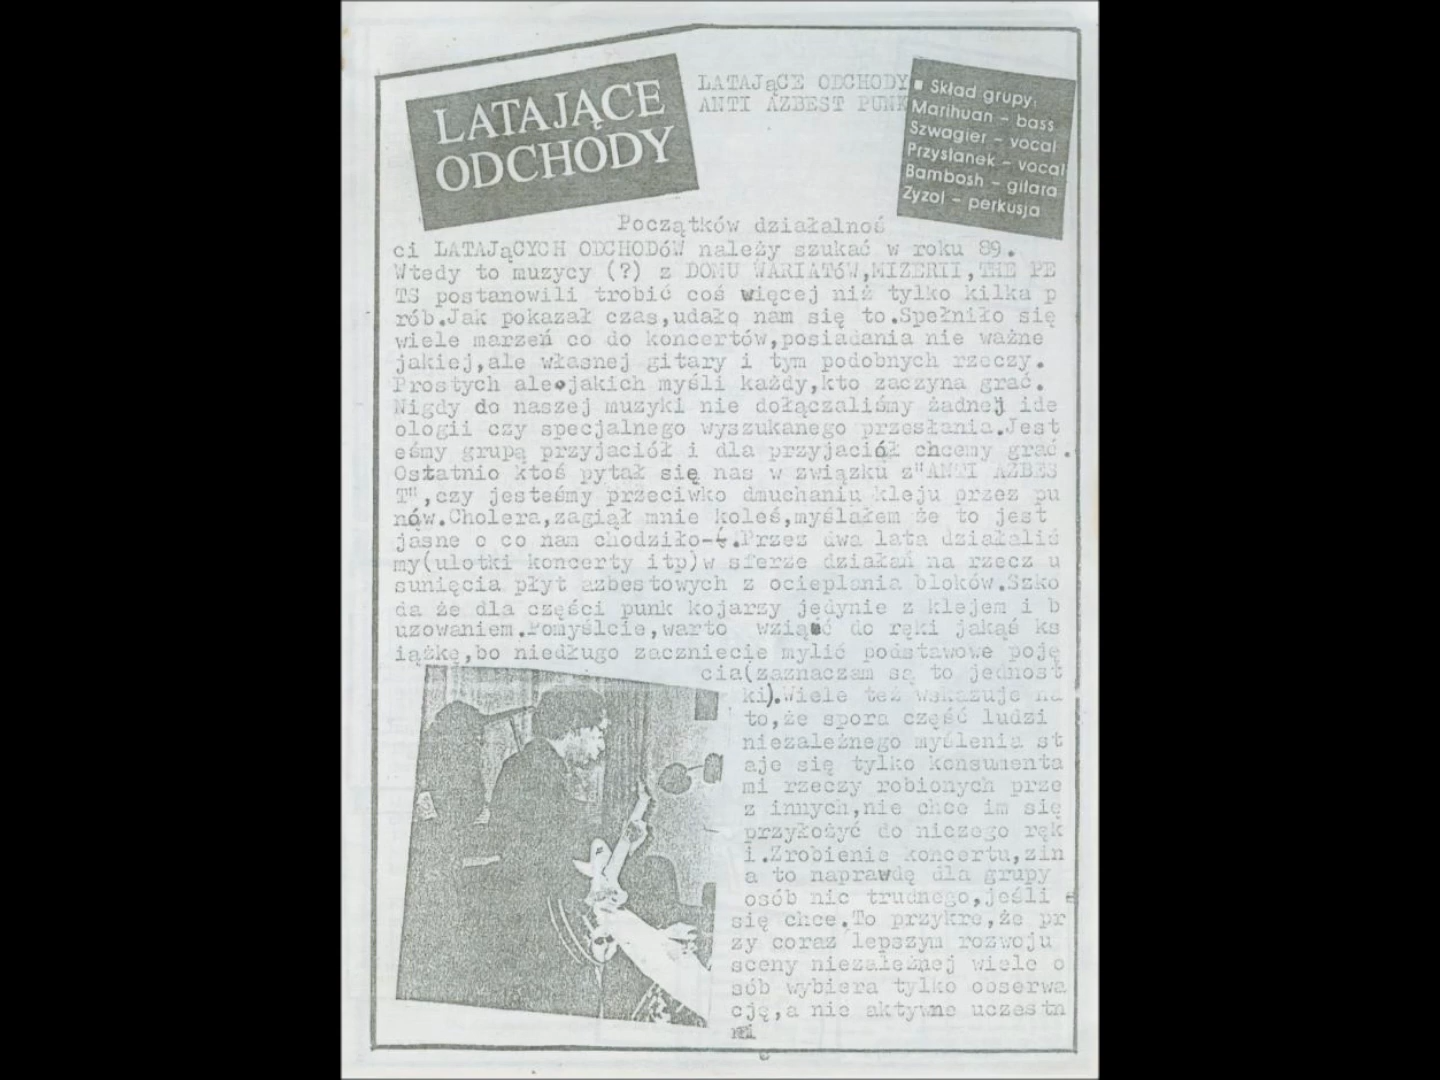 LATAJĄCE
ODCHODY
LATAJąCE ODCHODY
ANTI AZBEST PUNK
▪ Skład grupy:
Marihuan – bass
Szwagier – vocal
Przystanek – vocal
Bambosh – gitara
Zyzol – perkusja
Początków działalnoś
ci LATAJąCYCH ODCHODóW należy szukać w roku 89.
Wtedy to muzycy (?) z DOMU WARIATóW,MIZERII,THE PE
TS postanowili trobić coś więcej niż tylko kilka p
rób.Jak pokazał czas,udało nam się to.Spełniło się
wiele marzeń co do koncertów,posiadania nie ważne
jakiej,ale własnej gitary i tym podobnych rzeczy.
Prostych ale jakich myśli każdy,kto zaczyna grać.
Nigdy do naszej muzyki nie dołączaliśmy żadnej ide
ologii czy specjalnego wyszukanego przesłania.Jest
eśmy grupą przyjaciół i dla przyjaciół chcemy grać.
Ostatnio ktoś pytał się nas w związku z"ANTI AZBES
T",czy jesteśmy przeciwko dmuchaniu kleju przez pu
nów.Cholera,zagiął mnie koleś,myślałem że to jest
jasne o co nam chodziło-.Przez dwa lata działaliś
my(ulotki koncerty itp)w sferze działań na rzecz u
sunięcia płyt azbestowych z ocieplania bloków.Szko
da że dla części punk kojarzy jedynie z klejem i b
uzowaniem.Pomyślcie,warto wziąść do ręki jakąś ks
iążkę,bo niedługo zaczniecie mylić podstawowe poję
cia(zaznaczam są to jednost
ki).Wiele też wskazuje na
to,że spora część ludzi
niezależnego myślenia st
aje się tylko konsumenta
mi rzeczy robionych prze
z innych,nie chce im się
przyłożyć do niczego ręk
i.Zrobienie koncertu,zin
a to naprawdę dla grupy
osób nic trudnego,jeśli
się chce.To przykre,że pr
zy coraz lepszym rozwoju
sceny niezależnej wiele o
sób wybiera tylko obserwa
cję,a nie aktywne uczestn